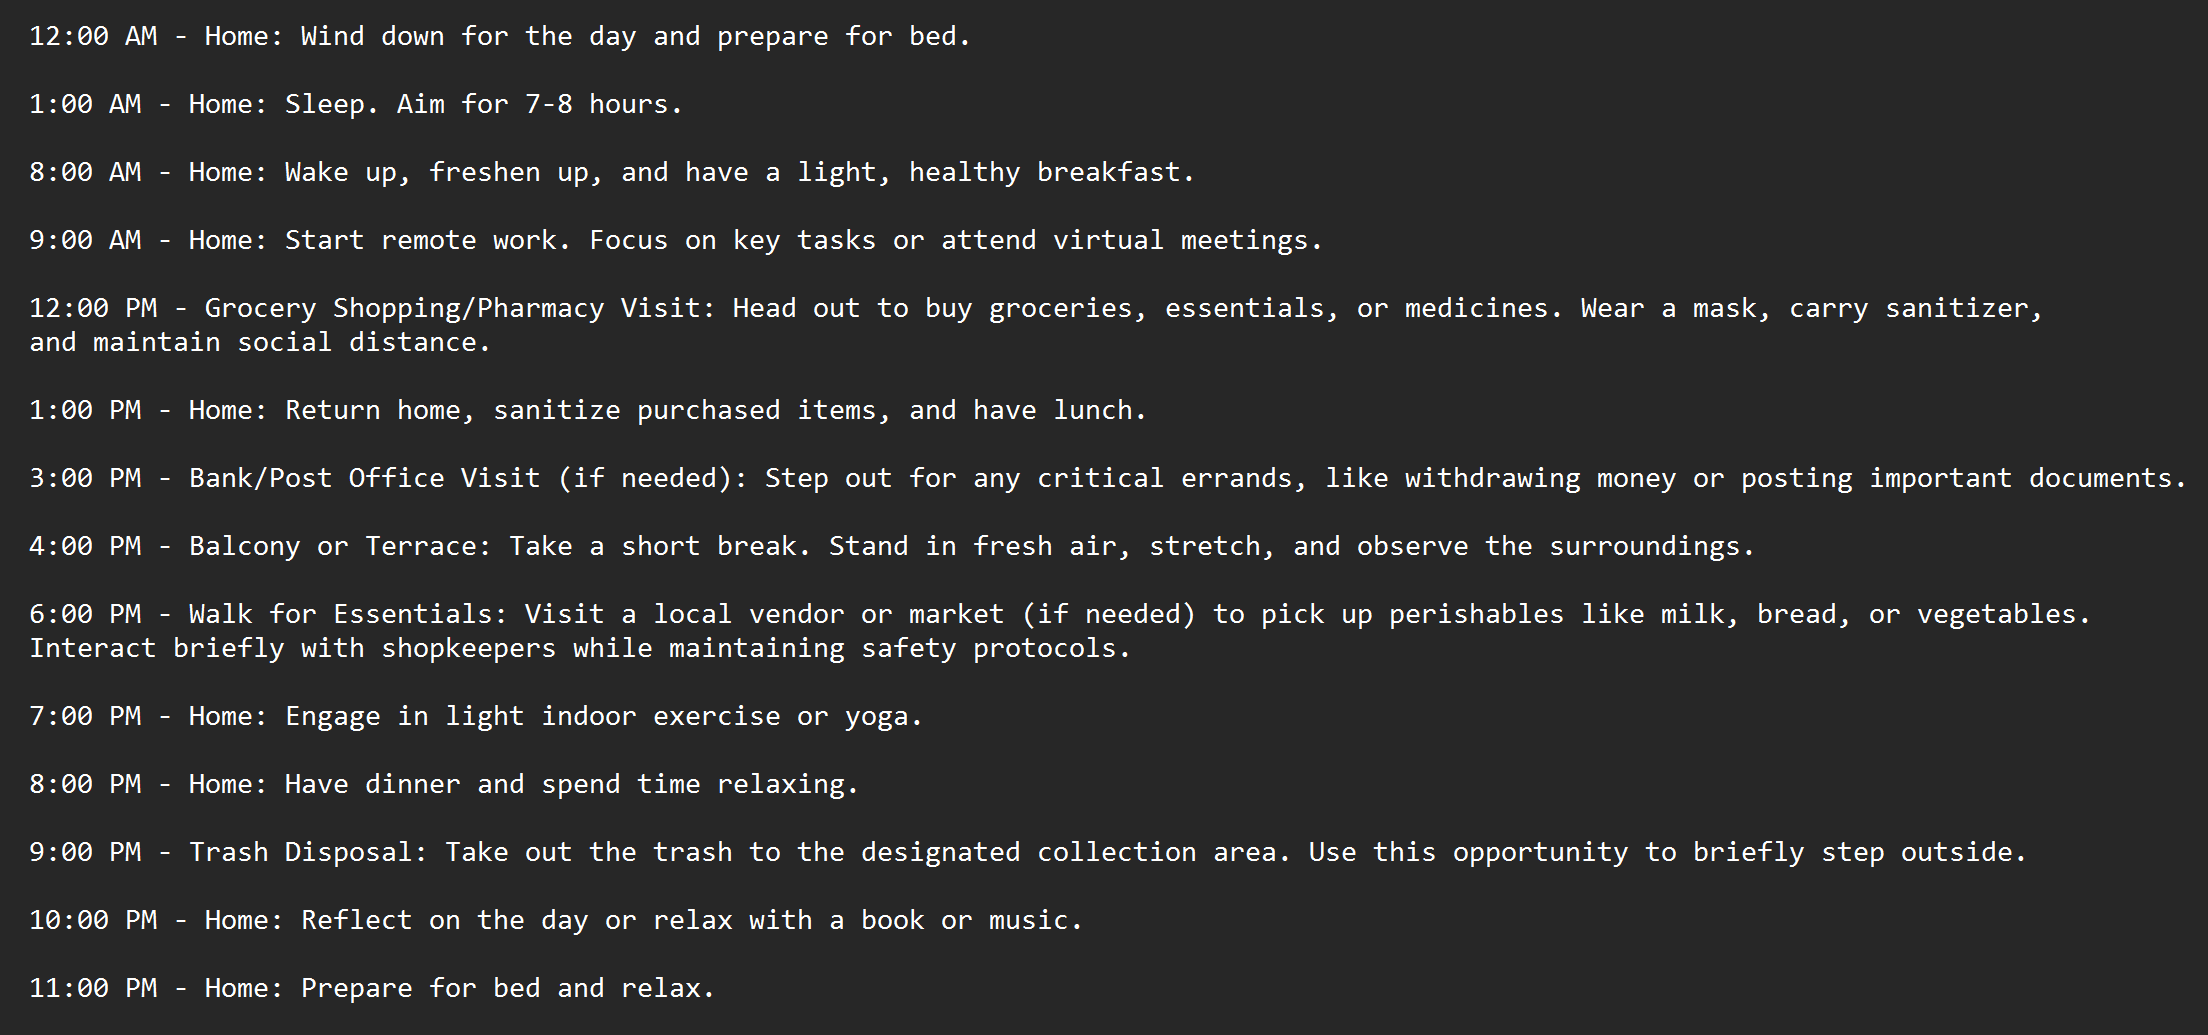 12:00 AM - Home: Wind down for the day and prepare for bed.
1:00 AM - Home: Sleep. Aim for 7-8 hours.
8:00 AM - Home: Wake up, freshen up, and have a light, healthy breakfast.
9:00 AM - Home: Start remote work. Focus on key tasks or attend virtual meetings.
12:00 PM - Grocery Shopping/Pharmacy Visit: Head out to buy groceries, essentials, or medicines. Wear a mask, carry sanitizer,
and maintain social distance.
1:00 PM - Home: Return home, sanitize purchased items, and have lunch.
3:00 PM - Bank/Post Office Visit (if needed): Step out for any critical errands, like withdrawing money or posting important documents.
4:00 PM - Balcony or Terrace: Take a short break. Stand in fresh air, stretch, and observe the surroundings.
6:00 PM - Walk for Essentials: Visit a local vendor or market (if needed) to pick up perishables like milk, bread, or vegetables.
Interact briefly with shopkeepers while maintaining safety protocols.
7:00 PM - Home: Engage in light indoor exercise or yoga.
8:00 PM - Home: Have dinner and spend time relaxing.
9:00 PM - Trash Disposal: Take out the trash to the designated collection area. Use this opportunity to briefly step outside.
10:00 PM - Home: Reflect on the day or relax with a book or music.
11:00 PM - Home: Prepare for bed and relax.